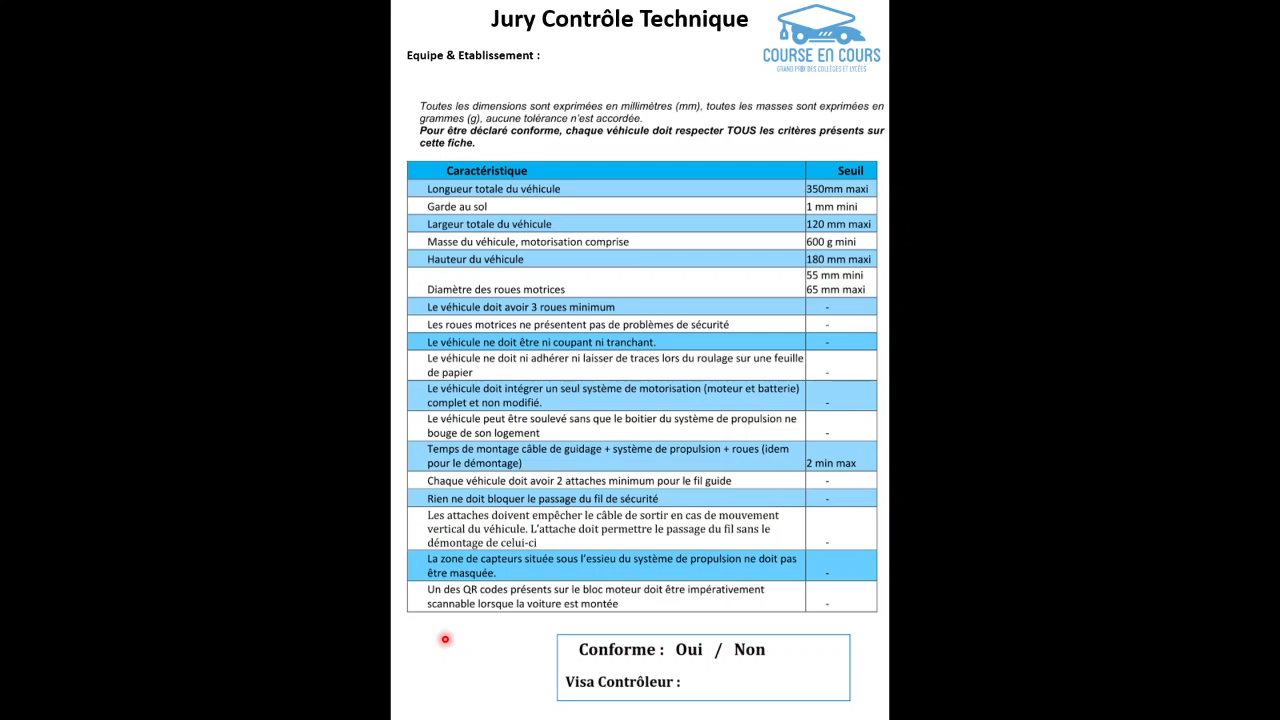 Jury Contrôle Technique
COURSE EN COURS
GRAND PRIX DES COLLÈGES ET LYCÉES
Equipe & Etablissement :
Toutes les dimensions sont exprimées en millimètres (mm), toutes les masses sont exprimées en
grammes (g), aucune tolérance n'est accordée.
Pour être déclaré conforme, chaque véhicule doit respecter TOUS les critères présents sur
cette fiche.
Caractéristique Seuil
Longueur totale du véhicule 350mm maxi
Garde au sol 1 mm mini
Largeur totale du véhicule 120 mm maxi
Masse du véhicule, motorisation comprise 600 g mini
Hauteur du véhicule 180 mm maxi
55 mm mini
Diamètre des roues motrices 65 mm maxi
Le véhicule doit avoir 3 roues minimum -
Les roues motrices ne présentent pas de problèmes de sécurité -
Le véhicule ne doit être ni coupant ni tranchant. -
Le véhicule ne doit ni adhérer ni laisser de traces lors du roulage sur une feuille
de papier -
Le véhicule doit intégrer un seul système de motorisation (moteur et batterie)
complet et non modifié. -
Le véhicule peut être soulevé sans que le boitier du système de propulsion ne
bouge de son logement -
Temps de montage câble de guidage + système de propulsion + roues (idem
pour le démontage) 2 min max
Chaque véhicule doit avoir 2 attaches minimum pour le fil guide -
Rien ne doit bloquer le passage du fil de sécurité -
Les attaches doivent empêcher le câble de sortir en cas de mouvement
vertical du véhicule. L'attache doit permettre le passage du fil sans le
démontage de celui-ci -
La zone de capteurs située sous l'essieu du système de propulsion ne doit pas
être masquée. -
Un des QR codes présents sur le bloc moteur doit être impérativement
scannable lorsque la voiture est montée -
Conforme : Oui / Non
Visa Contrôleur :